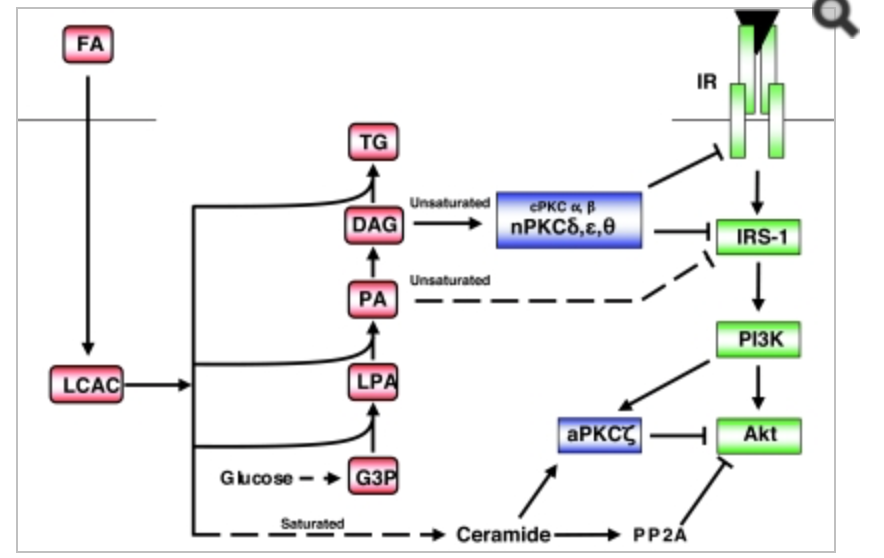 FA
IR
TG
Unsaturated
cPKC α, β
nPKCδ,ε,θ
DAG
IRS-1
Unsaturated
PA
PI3K
LCAC
LPA
aPKCζ
Akt
Glucose
G3P
Saturated
Ceramide
PP2A